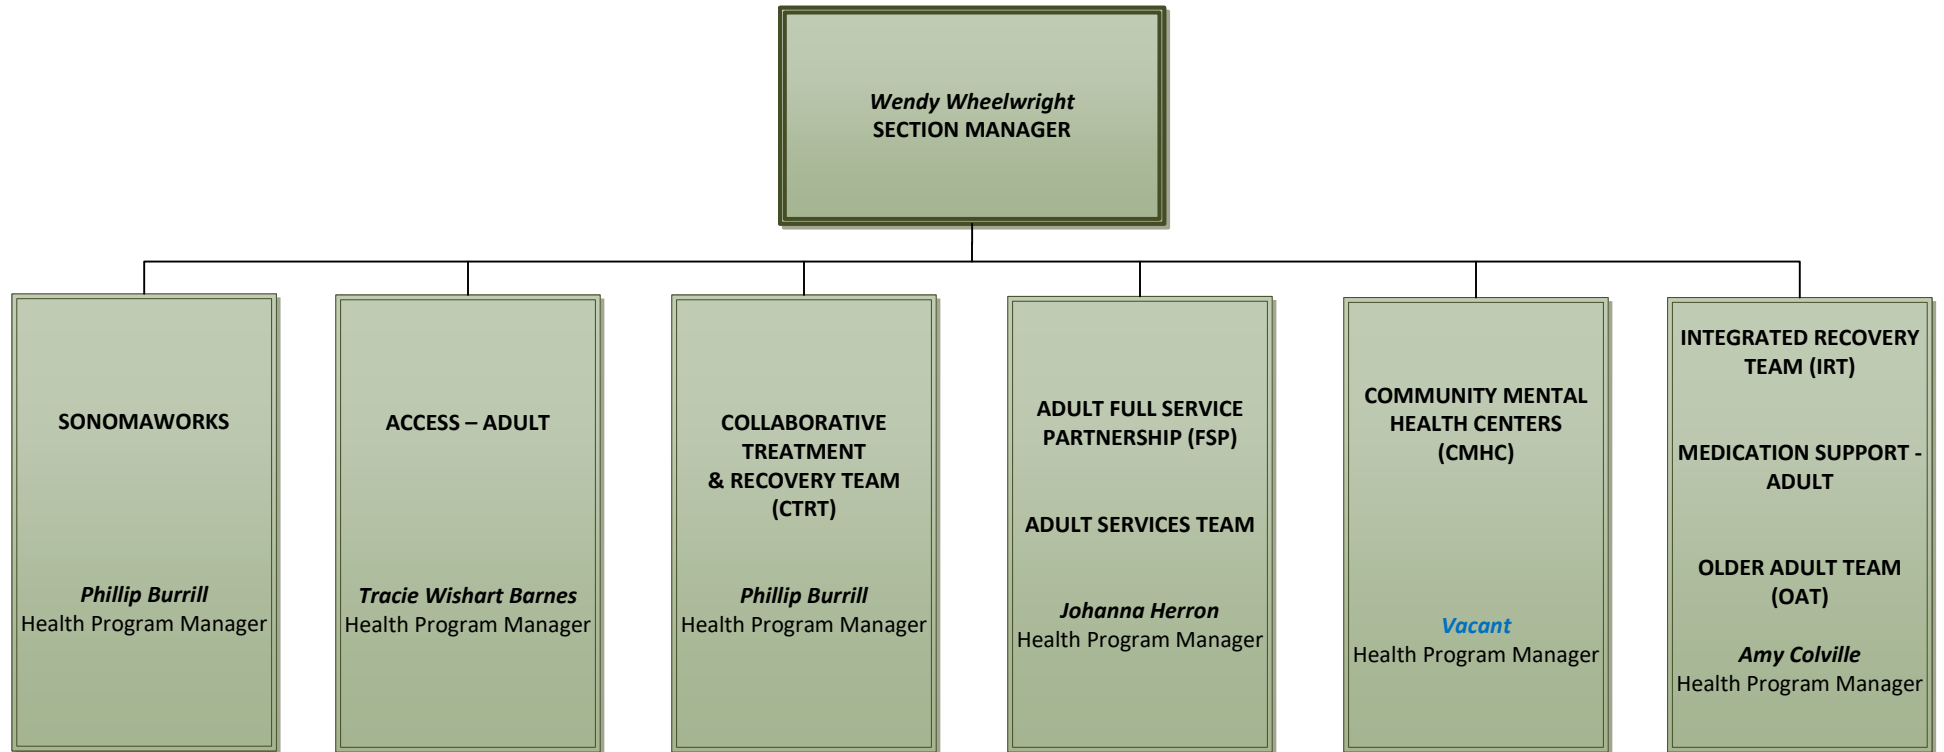 Wendy Wheelwright
SECTION MANAGER
SONOMAWORKS
Phillip Burrill
Health Program Manager
ACCESS – ADULT
Tracie Wishart Barnes
Health Program Manager
COLLABORATIVE
TREATMENT
& RECOVERY TEAM
(CTRT)
Phillip Burrill
Health Program Manager
ADULT FULL SERVICE
PARTNERSHIP (FSP)
ADULT SERVICES TEAM
Johanna Herron
Health Program Manager
COMMUNITY MENTAL
HEALTH CENTERS
(CMHC)
Vacant
Health Program Manager
INTEGRATED RECOVERY
TEAM (IRT)
MEDICATION SUPPORT -
ADULT
OLDER ADULT TEAM
(OAT)
Amy Colville
Health Program Manager